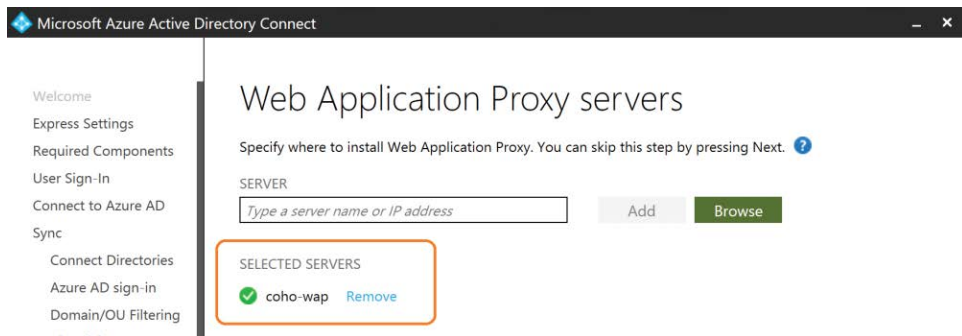 Microsoft Azure Active Directory Connect
Welcome
Express Settings
Required Components
User Sign-In
Connect to Azure AD
Sync
Connect Directories
Azure AD sign-in
Domain/OU Filtering
Web Application Proxy servers
Specify where to install Web Application Proxy. You can skip this step by pressing Next. ?
SERVER
Type a server name or IP address
Add
Browse
SELECTED SERVERS
coho-wap Remove